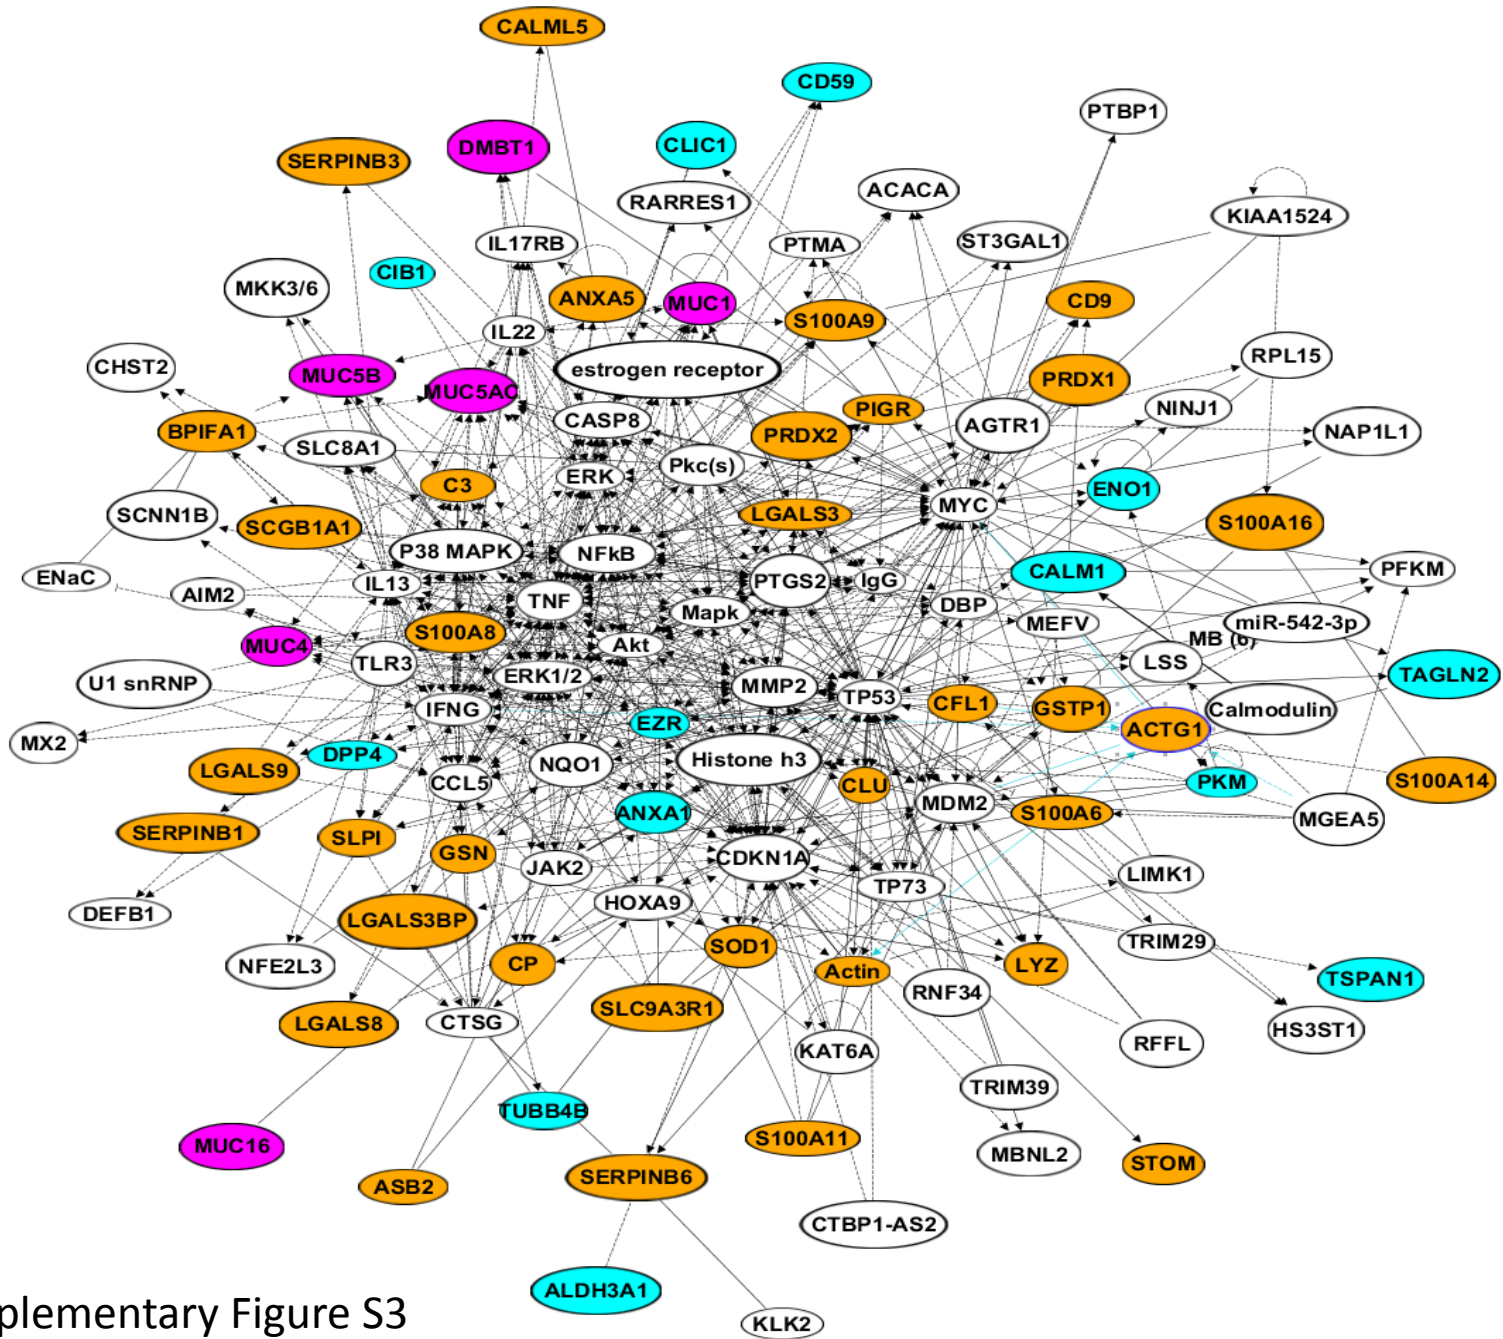 CALML5
CD59
PTBP1
DMBT1
CLIC1
SERPINB3
ACACA
RARRES1
KIAA1524
IL17RB
PTMA
ST3GAL1
CIB1
MKK3/6
ANXA5
MUC1
CD9
S100A9
IL22
RPL15
CHST2
MUC5B
estrogen receptor
PRDX1
MUC5AC
NINJ1
PIGR
CASP8
AGTR1
BPIFA1
PRDX2
NAP1L1
SLC8A1
Pkc(s)
ERK
C3
ENO1
MYC
SCNN1B
LGALS3
S100A16
SCGB1A1
P38 MAPK
NFkB
PFKM
ENaC
IL13
PTGS2
IgG
CALM1
AIM2
TNF
DBP
Mapk
MEFV
miR-542-3p
S100A8
MB (6)
MUC4
Akt
TLR3
LSS
TAGLN2
U1 snRNP
ERK1/2
MMP2
TP53
CFL1
GSTP1
Calmodulin
IFNG
EZR
ACTG1
MX2
DPP4
Histone h3
LGALS9
NQO1
CCL5
CLU
PKM
S100A14
MDM2
ANXA1
S100A6
MGEA5
SERPINB1
SLPI
GSN
CDKN1A
JAK2
LIMK1
TP73
HOXA9
DEFB1
LGALS3BP
TRIM29
SOD1
NFE2L3
CP
Actin
LYZ
TSPAN1
RNF34
SLC9A3R1
LGALS8
CTSG
HS3ST1
RFFL
KAT6A
TRIM39
TUBB4B
S100A11
MUC16
MBNL2
STOM
SERPINB6
ASB2
CTBP1-AS2
ALDH3A1
plementary Figure S3
KLK2